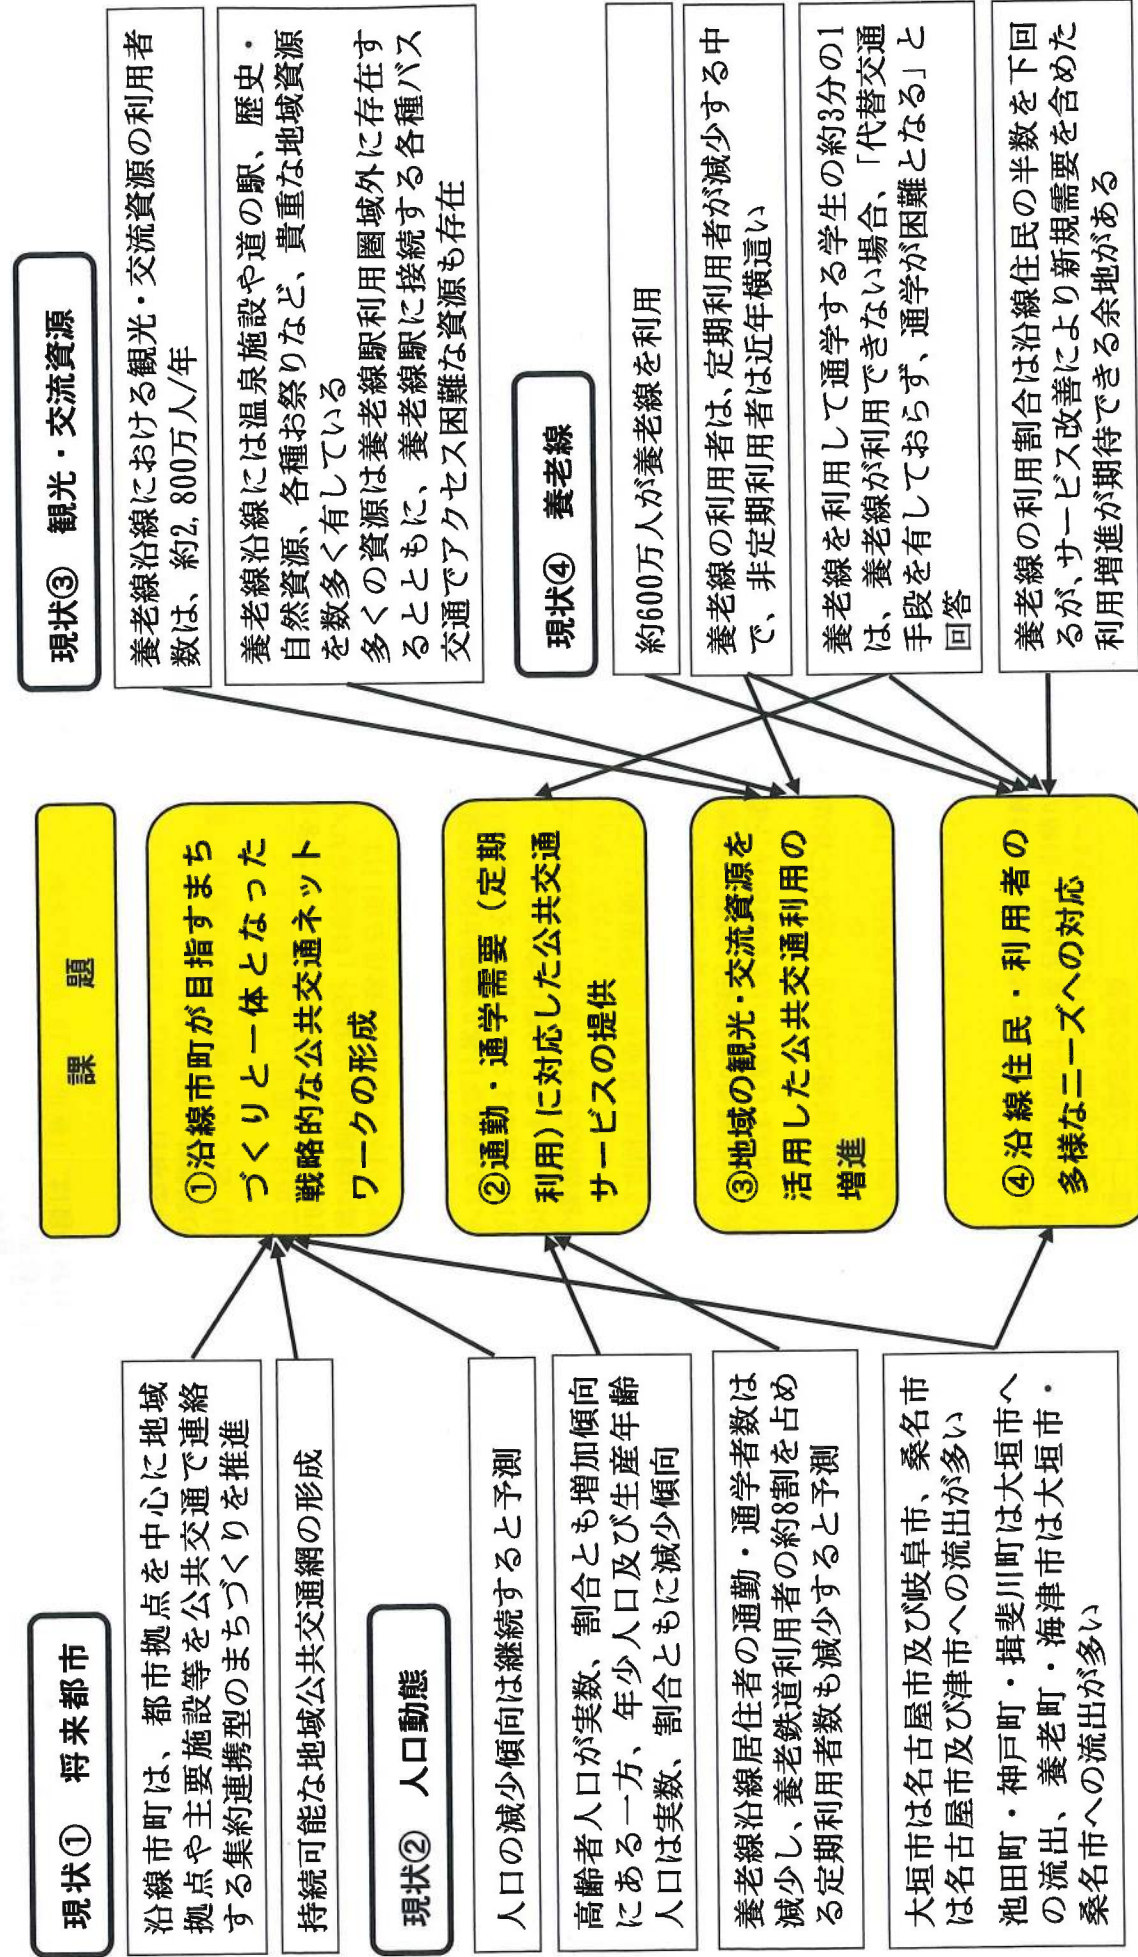 現状① 将来都市
沿線市町は、都市拠点を中心に地域
拠点や主要施設等を公共交通で連絡
する集約連携型のまちづくりを推進
持続可能な地域公共交通網の形成
現状② 人口動態
人口の減少傾向は継続すると予測
高齢者人口が実数、割合とも増加傾向
にある一方、年少人口及び生産年齢
人口は実数、割合ともに減少傾向
養老線沿線居住者の通勤・通学者数は
減少し、養老鉄道利用者の約8割を占め
る定期利用者数も減少すると予測
大垣市は名古屋市及び岐阜市、桑名市
は名古屋市及び津市への流出が多い
池田町・神戸町・揖斐川町は大垣市へ
の流出、養老町・海津市は大垣市・
桑名市への流出が多い
課 題
①沿線市町が目指すまち
づくりと一体となった
戦略的な公共交通ネット
ワークの形成
②通勤・通学需要（定期
利用）に対応した公共交通
サービスの提供
③地域の観光・交流資源を
活用した公共交通利用の
増進
④沿線住民・利用者の
多様なニーズへの対応
現状③ 観光・交流資源
養老線沿線における観光・交流資源の利用者
数は、約2,800万人/年
養老線沿線には温泉施設や道の駅、歴史・
自然資源、各種お祭りなど、貴重な地域資源
を数多く有している
多くの資源は養老線駅利用圏域外に存在す
るとともに、養老線駅に接続する各種バス
交通でアクセス困難な資源も存在
現状④ 養老線
約600万人が養老線を利用
養老線の利用者は、定期利用者が減少する中
で、非定期利用者は近年横這い
養老線を利用して通学する学生の約3分の1
は、養老線が利用できない場合、「代替交通
手段を有しておらず、通学が困難となる」と
回答
養老線の利用割合は沿線住民の半数を下回
るが、サービス改善により新規需要を含めた
利用増進が期待できる余地がある